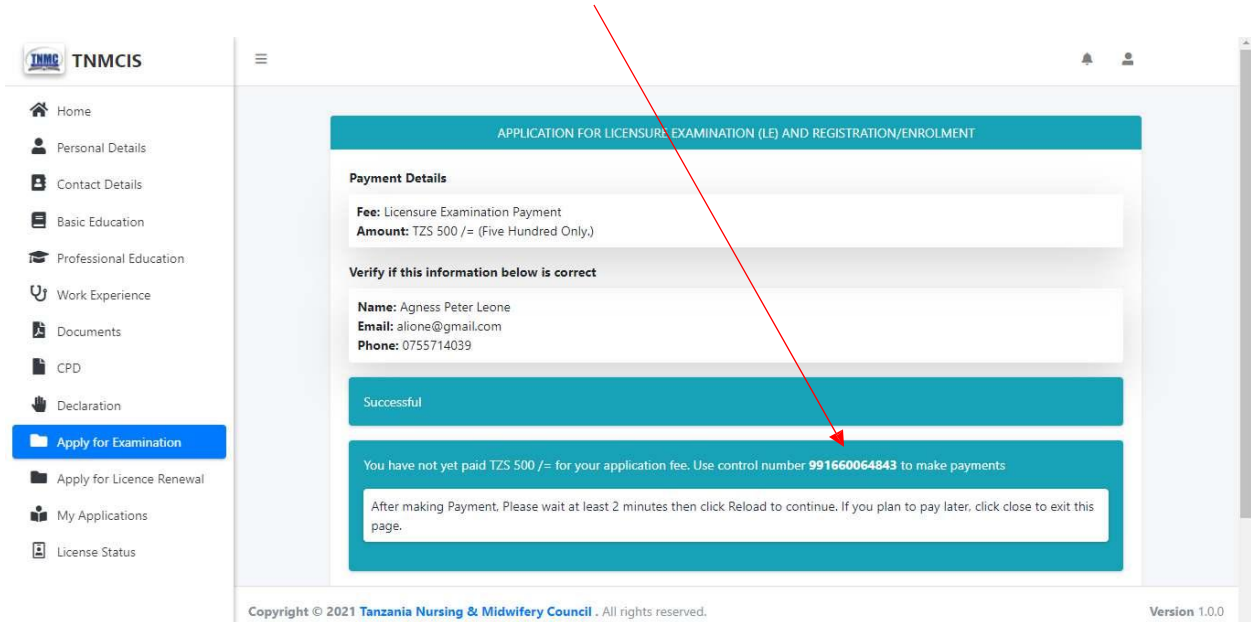 TNMC TNMCIS
Home
Personal Details
Contact Details
Basic Education
Professional Education
Work Experience
Documents
CPD
Declaration
Apply for Examination
Apply for Licence Renewal
My Applications
License Status
APPLICATION FOR LICENSURE EXAMINATION (LE) AND REGISTRATION/ENROLMENT
Payment Details
Fee: Licensure Examination Payment
Amount: TZS 500 /= (Five Hundred Only,)
Verify if this information below is correct
Name: Agness Peter Leone
Email: alione@gmail.com
Phone: 0755714039
Successful
You have not yet paid TZS 500 /= for your application fee. Use control number 991660064843 to make payments
After making Payment, Please wait at least 2 minutes then click Reload to continue. If you plan to pay later, click close to exit this
page.
Copyright © 2021 Tanzania Nursing & Midwifery Council . All rights reserved.
Version 1.0.0